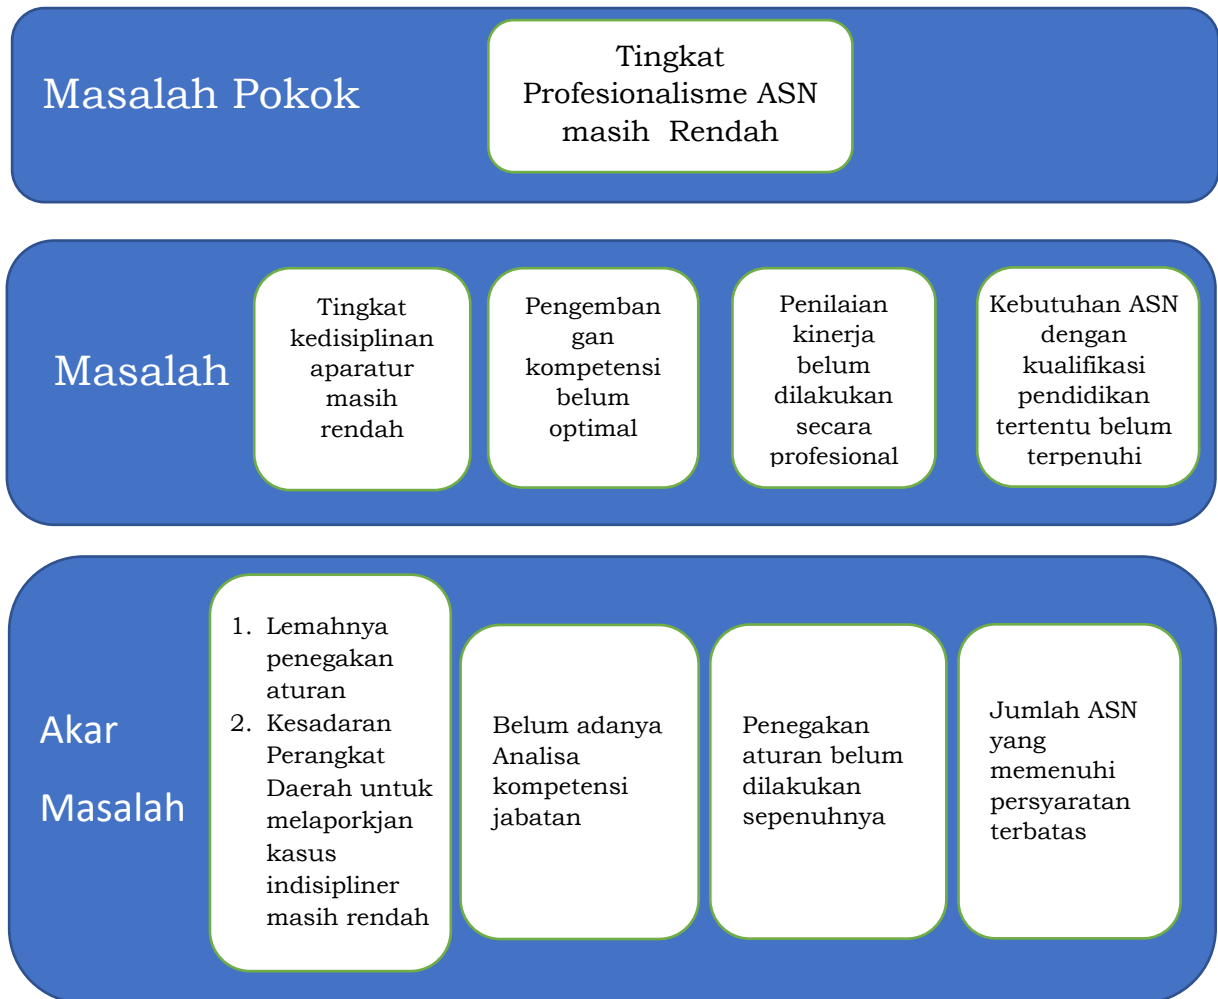 Masalah Pokok
Tingkat
Profesionalisme ASN
masih Rendah
Masalah
Tingkat
kedisiplinan
aparatur
masih
rendah
Pengemban
gan
kompetensi
belum
optimal
Penilaian
kinerja
belum
dilakukan
secara
profesional
Kebutuhan ASN
dengan
kualifikasi
pendidikan
tertentu belum
terpenuhi
Akar
Masalah
1. Lemahnya
penegakan
aturan
2. Kesadaran
Perangkat
Daerah untuk
melaporkjan
kasus
indisipliner
masih rendah
Belum adanya
Analisa
kompetensi
jabatan
Penegakan
aturan belum
dilakukan
sepenuhnya
Jumlah ASN
yang
memenuhi
persyaratan
terbatas